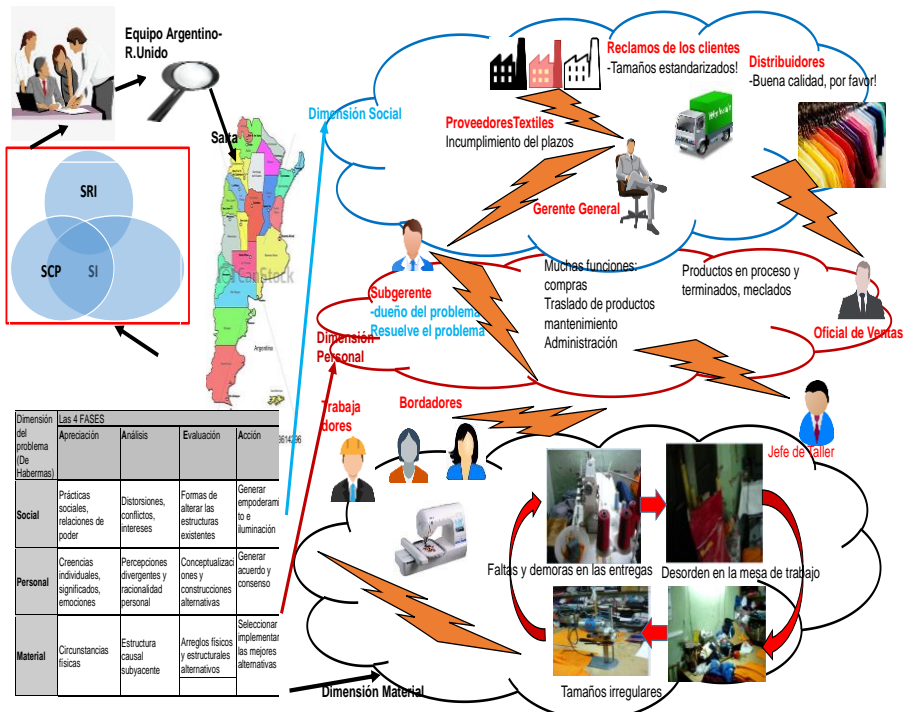 Equipo Argentino-
R.Unido
Salta
SRI
SCP
SI
CanStock
Argentino
Dimensión Social
Reclamos de los clientes
-Tamaños estandarizados!
Distribuidores
-Buena calidad, por favor!
ProveedoresTextiles
Incumplimiento del plazos
Gerente General
Subgerente
-dueño del problema
Resuelve el problema
Muchas funciones:
compras
Traslado de productos
mantenimiento
Administración
Productos en proceso y
terminados, meclados
Oficial de Ventas
Dimensión
Personal
Trabaja
dores
Bordadores
Jefe de Taller
Faltas y demoras en las entregas
Desorden en la mesa de trabajo
Tamaños irregulares
Dimensión Material
Dimensión
del
problema
(De
Habermas)
Las 4 FASES
Apreciación
Análisis
Evaluación
Acción
Social
Prácticas
sociales,
relaciones de
poder
Distorsiones,
conflictos,
intereses
Formas de
alterar las
estructuras
existentes
Generar
empoderami
to e
iluminación
Personal
Creencias
individuales,
significados,
emociones
Percepciones
divergentes y
racionalidad
personal
Conceptualizaci
ones y
construcciones
alternativas
Generar
acuerdo y
consenso
Material
Circunstancias
físicas
Estructura
causal
subyacente
Arreglos físicos
y estructurales
alternativos
Seleccionar
implementar
las mejores
alternativas